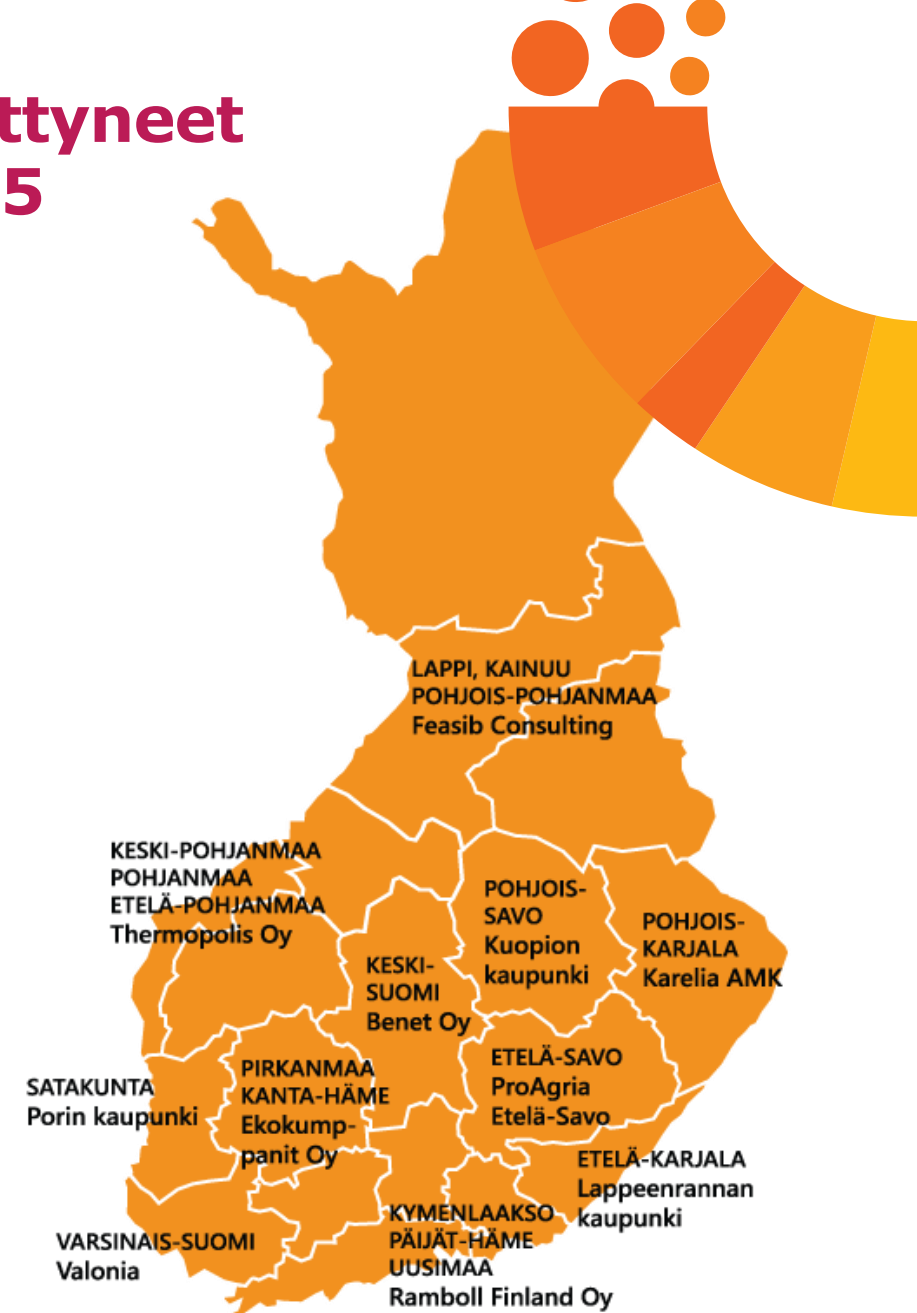 ttyneet
5
LAPPI, KAINUU
POHJOIS-POHJANMAA
Feasib Consulting
KESKI-POHJANMAA
POHJANMAA
ETELÄ-POHJANMAA
Thermopolis Oy
POHJOIS-
SAVO
Kuopion
kaupunki
POHJOIS-
KARJALA
Karelia AMK
KESKI-
SUOMI
Benet Oy
ETELÄ-SAVO
ProAgria
Etelä-Savo
PIRKANMAA
KANTA-HÄME
Ekokump-
panit Oy
SATAKUNTA
Porin kaupunki
ETELÄ-KARJALA
Lappeenrannan
kaupunki
KYMENLAAKSO
PÄIJÄT-HÄME
UUSIMAA
Ramboll Finland Oy
VARSINAIS-SUOMI
Valonia